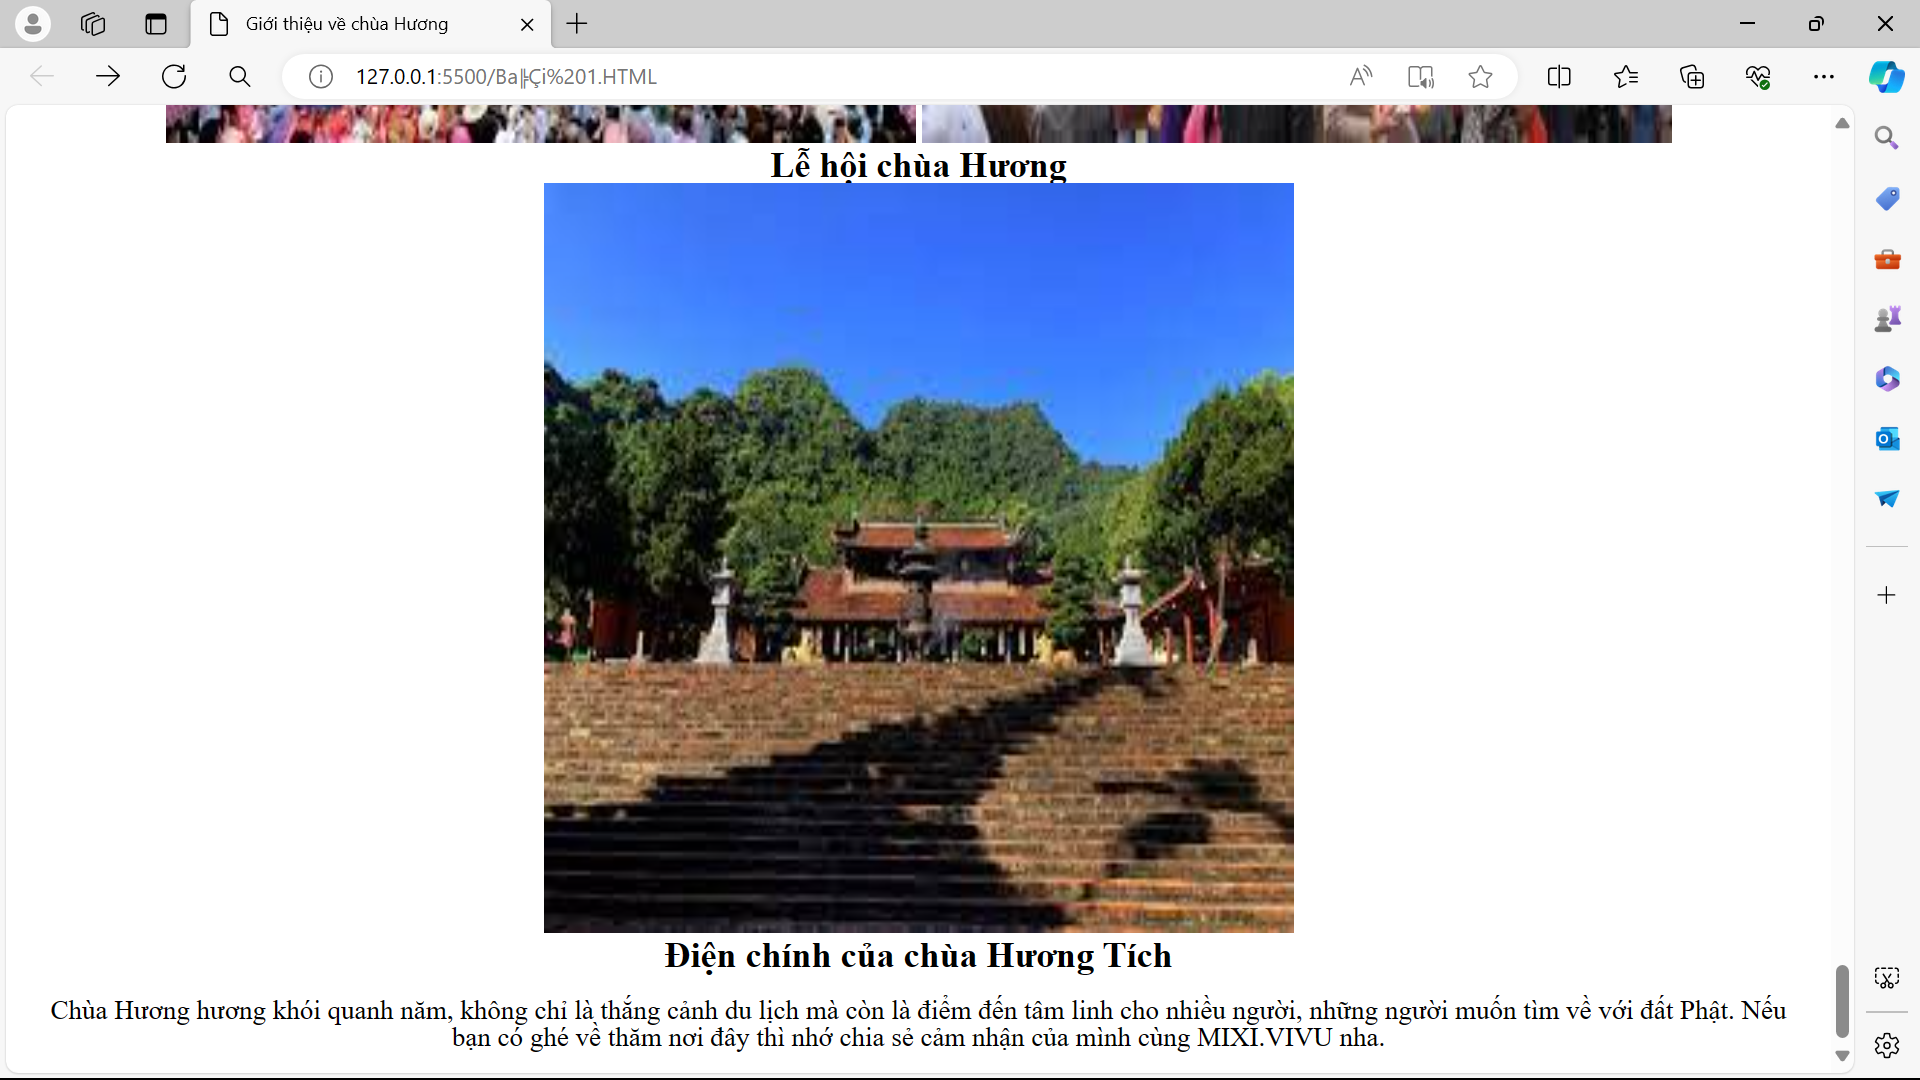 Giới thiệu về chùa Hương
127.0.0.1:5500/Ba╠Çi%201.HTML
Lễ hội chùa Hương
Điện chính của chùa Hương Tích
Chùa Hương hương khói quanh năm, không chỉ là thắng cảnh du lịch mà còn là điểm đến tâm linh cho nhiều người, những người muốn tìm về với đất Phật. Nếu
bạn có ghé về thăm nơi đây thì nhớ chia sẻ cảm nhận của mình cùng MIXI.VIVU nha.